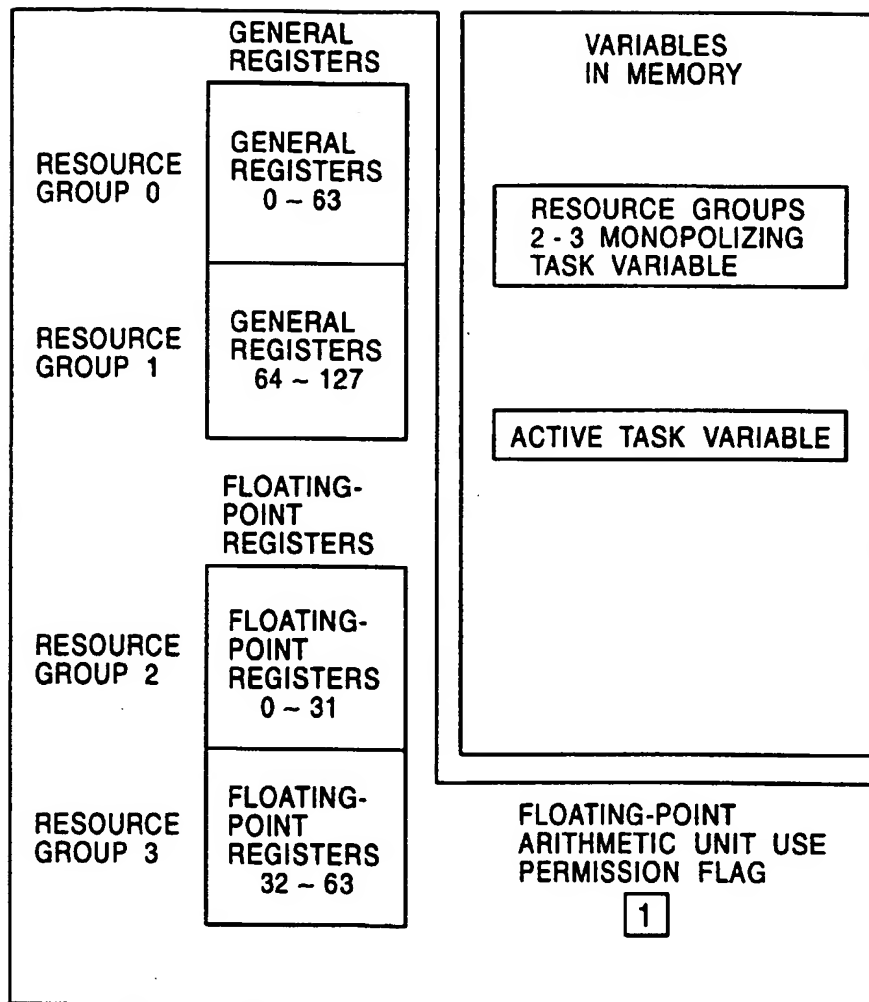 GENERAL
REGISTERS
RESOURCE
GROUP 0
GENERAL
REGISTERS
0 ~ 63
RESOURCE
GROUP 1
GENERAL
REGISTERS
64 ~ 127
FLOATING-
POINT
REGISTERS
RESOURCE
GROUP 2
FLOATING-
POINT
REGISTERS
0 ~ 31
RESOURCE
GROUP 3
FLOATING-
POINT
REGISTERS
32 ~ 63
VARIABLES
IN MEMORY
RESOURCE GROUPS
2 - 3 MONOPOLIZING
TASK VARIABLE
ACTIVE TASK VARIABLE
FLOATING-POINT
ARITHMETIC UNIT USE
PERMISSION FLAG
1